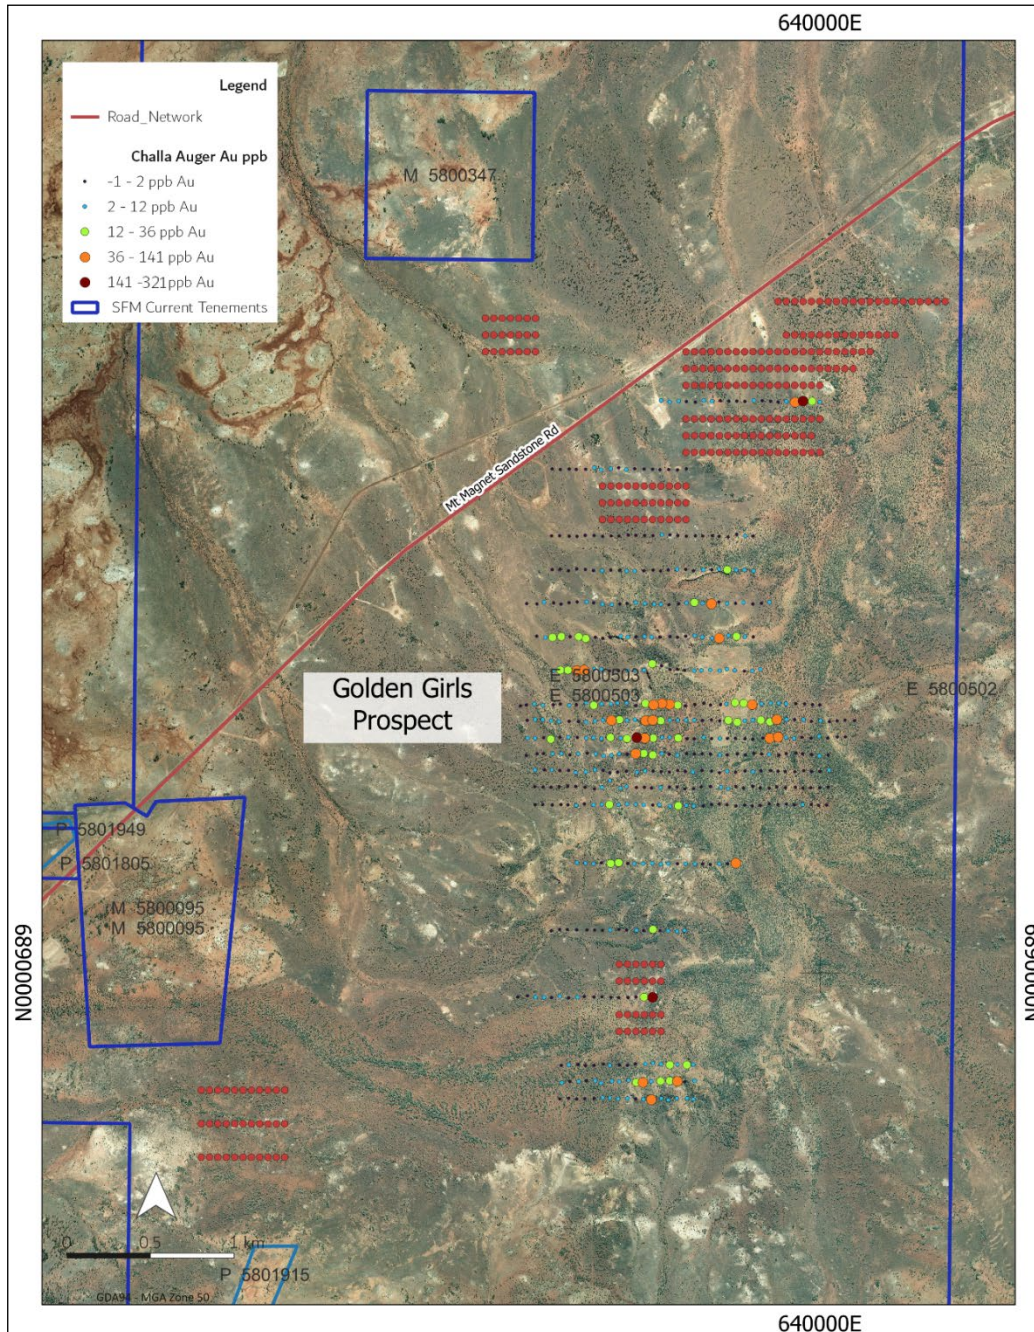 640000E
Legend
Road_Network
Challa Auger Au ppb
-1 - 2 ppb Au
2 - 12 ppb Au
12 - 36 ppb Au
36 - 141 ppb Au
141 -321ppb Au
SFM Current Tenements
M 5800347
Mt Magnet Sandstone Rd
Golden Girls
Prospect
E 5800503
E 5800503
E 5800502
P 5801949
P 5801805
M 5800095
M 5800095
6890000N
6890000N
0 0.5 1 km
P 5801915
GDA94 - MGA Zone 50
640000E